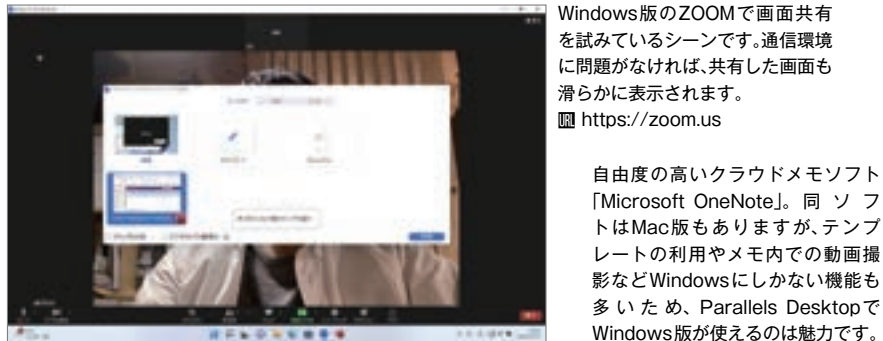 Windows版のZOOMで画面共有
を試みているシーンです。通信環境
に問題がなければ、共有した画面も
滑らかに表示されます。
URL https://zoom.us
自由度の高いクラウドメモソフト
「Microsoft OneNote」。同ソフ
トはMac版もありますが、テンプ
レートの利用やメモ内での動画撮
影などWindowsにしかない機能も
多いため、Parallels Desktopで
Windows版が使えるのは魅力です。